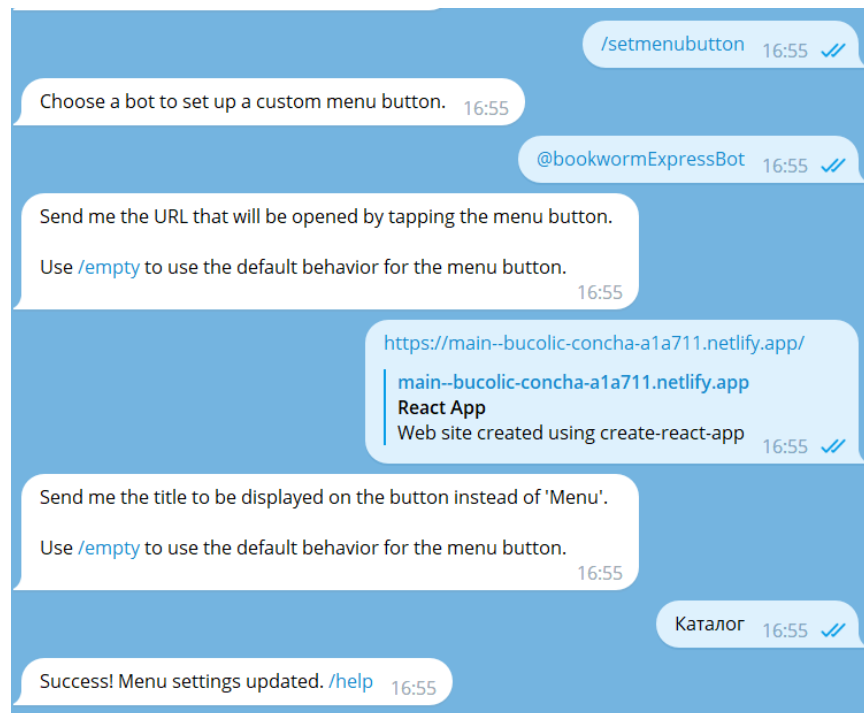 /setmenubutton 16:55
Choose a bot to set up a custom menu button. 16:55
@bookwormExpressBot 16:55
Send me the URL that will be opened by tapping the menu button.
Use /empty to use the default behavior for the menu button.
16:55
https://main--bucolic-concha-a1a711.netlify.app/
main--bucolic-concha-a1a711.netlify.app
React App
Web site created using create-react-app 16:55
Send me the title to be displayed on the button instead of 'Menu'.
Use /empty to use the default behavior for the menu button.
16:55
Каталог 16:55
Success! Menu settings updated. /help 16:55